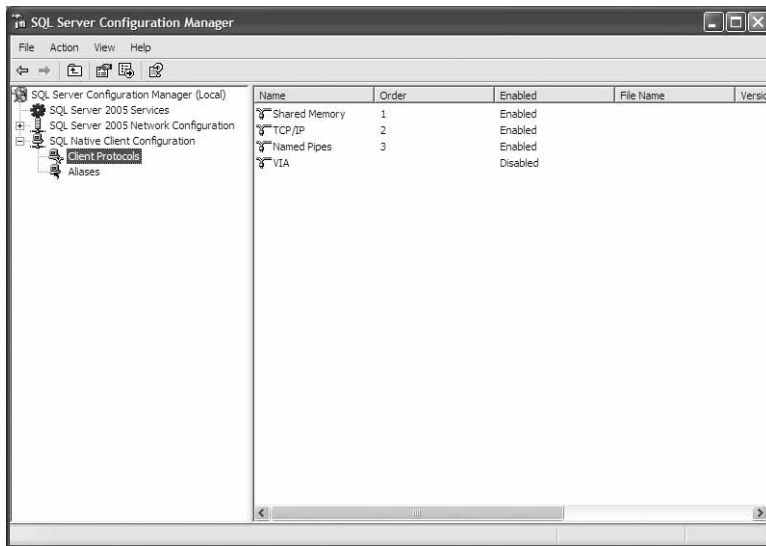 SQL Server Configuration Manager
File Action View Help
SQL Server Configuration Manager (Local)
SQL Server 2005 Services
SQL Server 2005 Network Configuration
SQL Native Client Configuration
Client Protocols
Aliases
Name Order Enabled File Name Versic
Shared Memory 1 Enabled
TCP/IP 2 Enabled
Named Pipes 3 Enabled
VIA Disabled